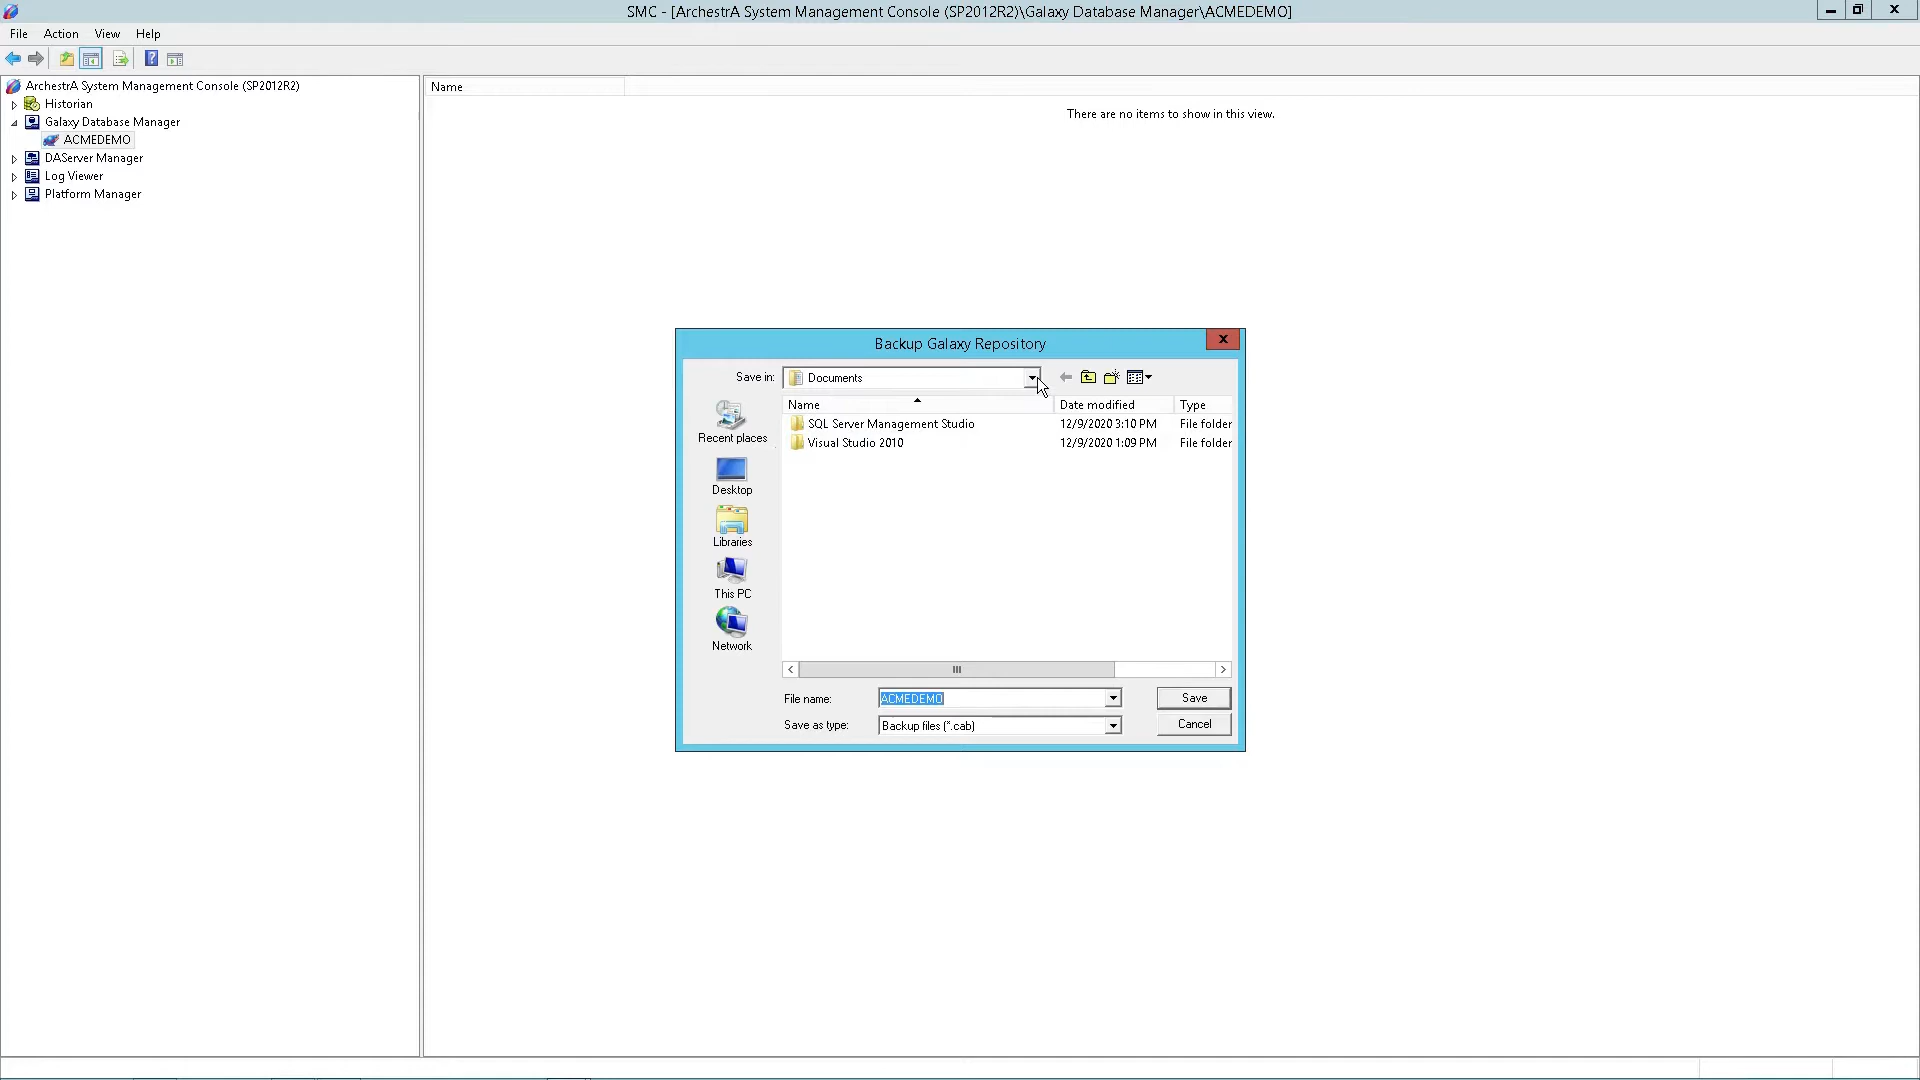 SMC - [ArchestrA System Management Console (SP2012R2)\Galaxy Database Manager\ACMEDEMO]
File Action View Help
ArchestrA System Management Console (SP2012R2)
Historian
Galaxy Database Manager
ACMEDEMO
DAServer Manager
Log Viewer
Platform Manager
Name
There are no items to show in this view.
Backup Galaxy Repository
Save in: Documents
Name Date modified Type
SQL Server Management Studio 12/9/2020 3:10 PM File folder
Visual Studio 2010 12/9/2020 1:09 PM File folder
Recent places
Desktop
Libraries
This PC
Network
File name: ACMEDEMO Save
Save as type: Backup files (*.cab) Cancel